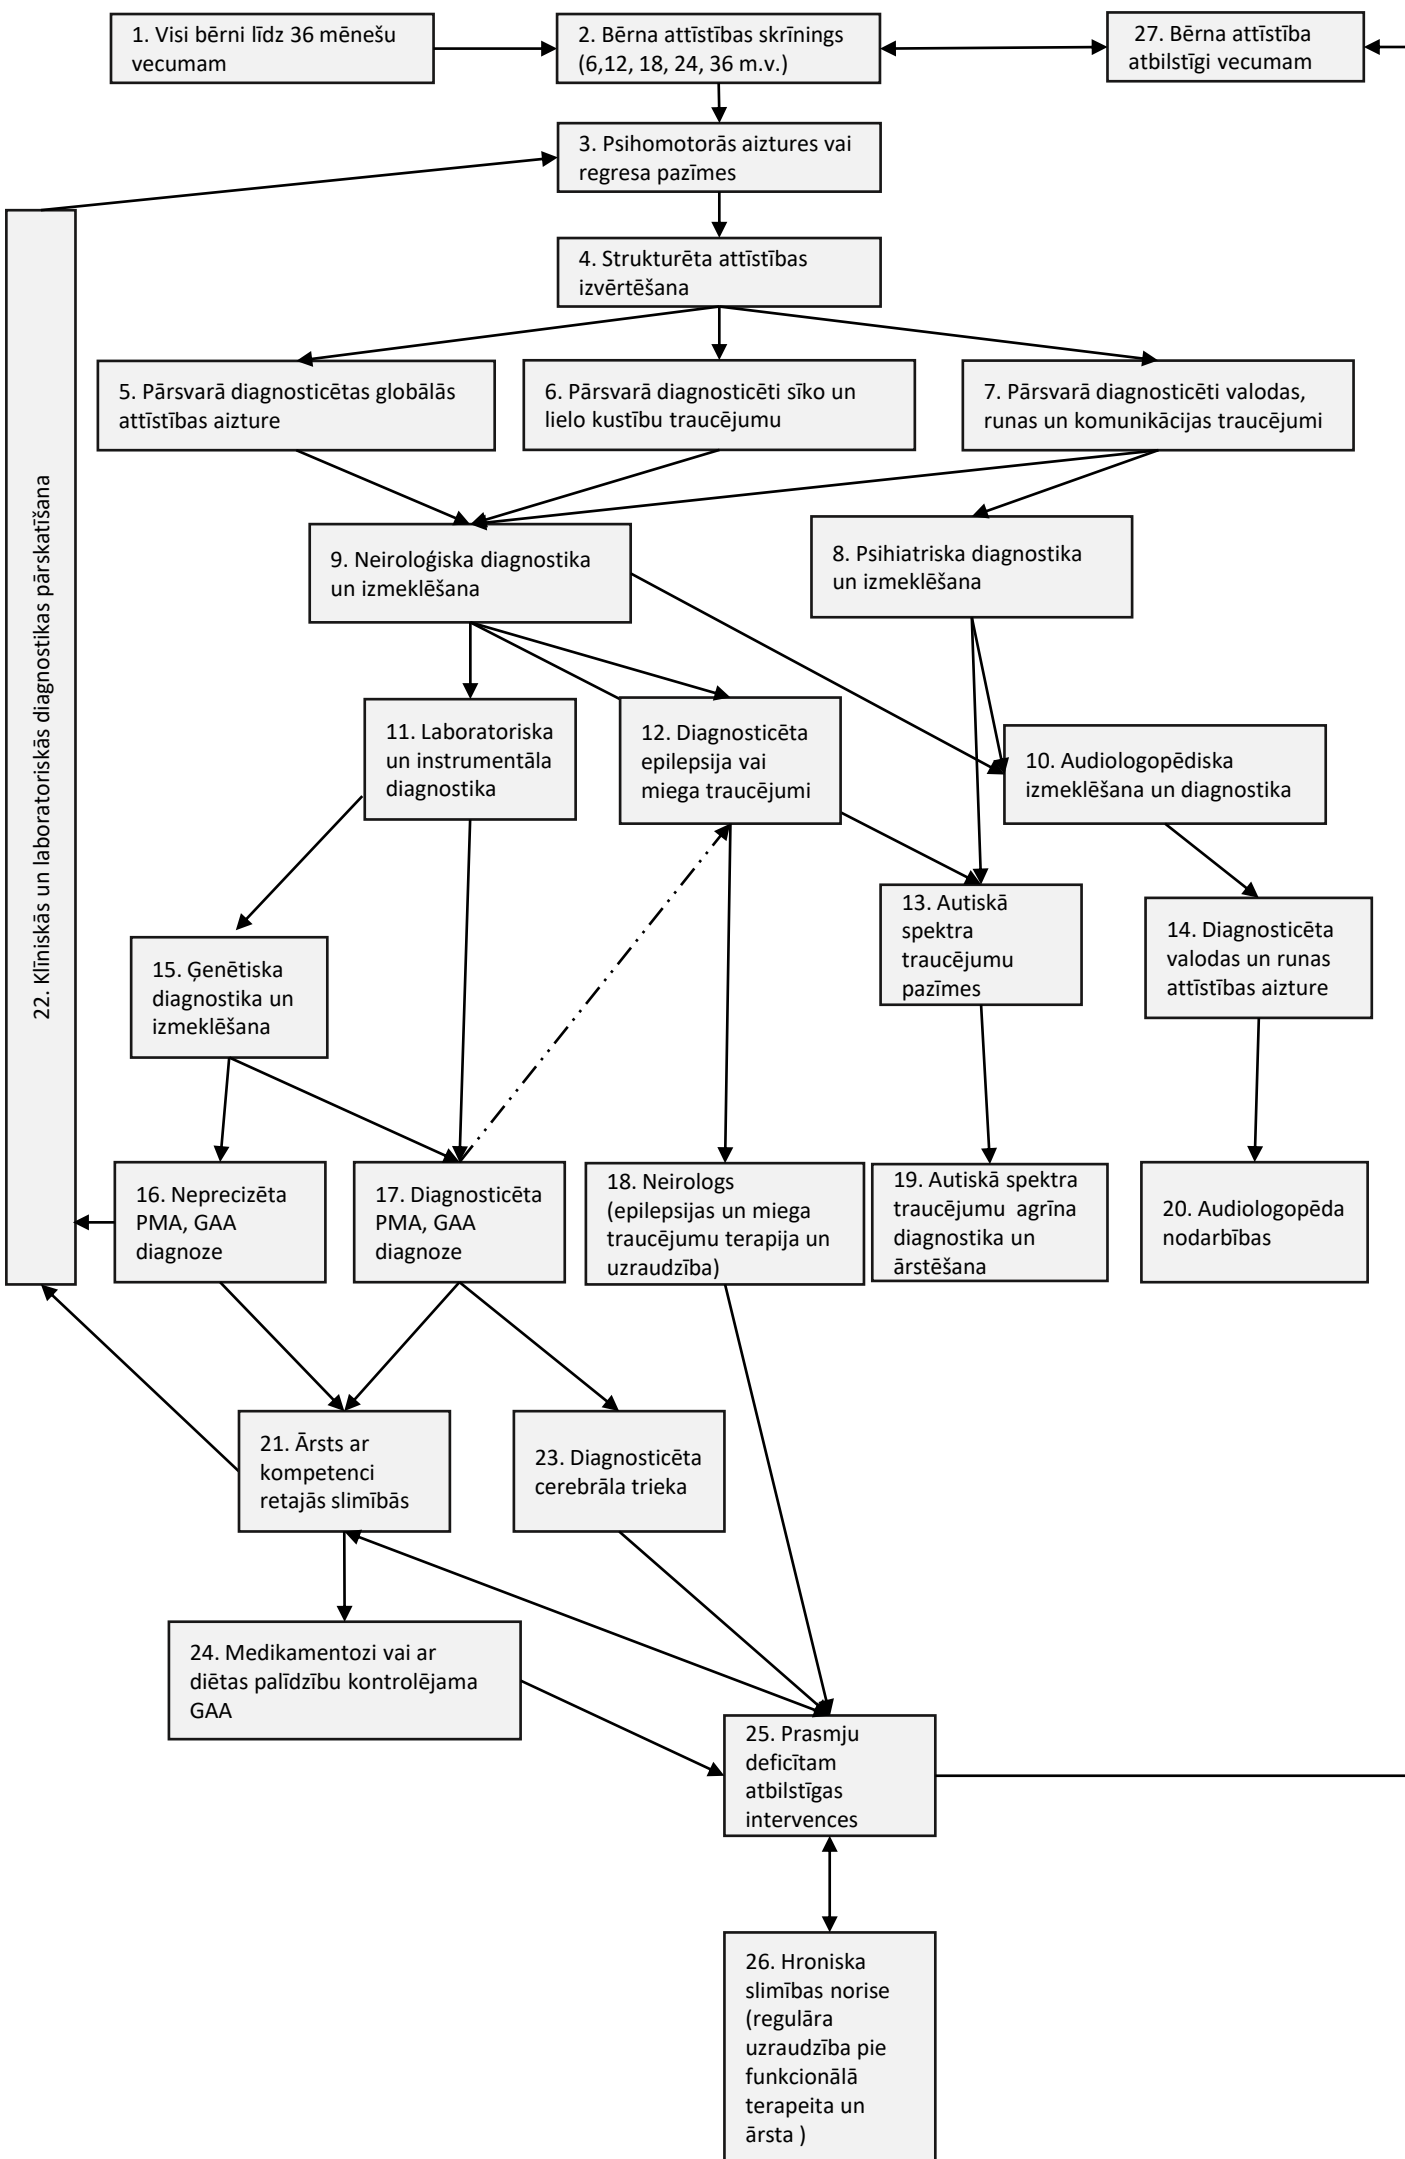 1. Visi bērni līdz 36 mēnešu
vecumam
2. Bērna attīstības skrīnings
(6,12, 18, 24, 36 m.v.)
27. Bērna attīstība
atbilstīgi vecumam
3. Psihomotorās aiztures vai
regresa pazīmes
4. Strukturēta attīstības
izvērtēšana
5. Pārsvarā diagnosticētas globālās
attīstības aizture
6. Pārsvarā diagnosticēti sīko un
lielo kustību traucējumu
7. Pārsvarā diagnosticēti valodas,
runas un komunikācijas traucējumi
22. Klīniskās un laboratoriskās diagnostikas pārskatīšana
9. Neiroloģiska diagnostika
un izmeklēšana
8. Psihiatriska diagnostika
un izmeklēšana
11. Laboratoriska
un instrumentāla
diagnostika
12. Diagnosticēta
epilepsija vai
miega traucējumi
10. Audiologopēdiska
izmeklēšana un diagnostika
13. Autiskā
spektra
traucējumu
pazīmes
14. Diagnosticēta
valodas un runas
attīstības aizture
15. Ģenētiska
diagnostika un
izmeklēšana
16. Neprecizēta
PMA, GAA
diagnoze
17. Diagnosticēta
PMA, GAA
diagnoze
18. Neirologs
(epilepsijas un miega
traucējumu terapija un
uzraudzība)
19. Autiskā spektra
traucējumu  agrīna
diagnostika un
ārstēšana
20. Audiologopēda
nodarbības
21. Ārsts ar
kompetenci
retajās slimībās
23. Diagnosticēta
cerebrāla trieka
24. Medikamentozi vai ar
diētas palīdzību kontrolējama
GAA
25. Prasmju
deficītam
atbilstīgas
intervences
26. Hroniska
slimības norise
(regulāra
uzraudzība pie
funkcionālā
terapeita un
ārsta )